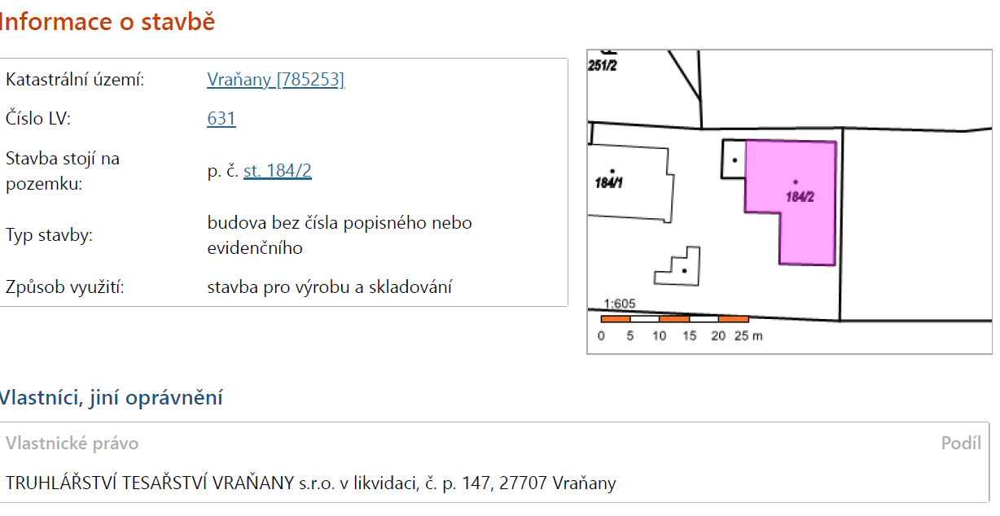 Informace o stavbě
Katastrální území: Vraňany [785253]
Číslo LV: 631
Stavba stojí na
pozemku: p. č. st. 184/2
Typ stavby: budova bez čísla popisného nebo
evidenčního
Způsob využití: stavba pro výrobu a skladování
251/2
184/1
184/2
1:605
0 5 10 15 20 25 m
Vlastníci, jiní oprávnění
Vlastnické právo Podíl
TRUHLÁŘSTVÍ TESAŘSTVÍ VRAŇANY s.r.o. v likvidaci, č. p. 147, 27707 Vraňany